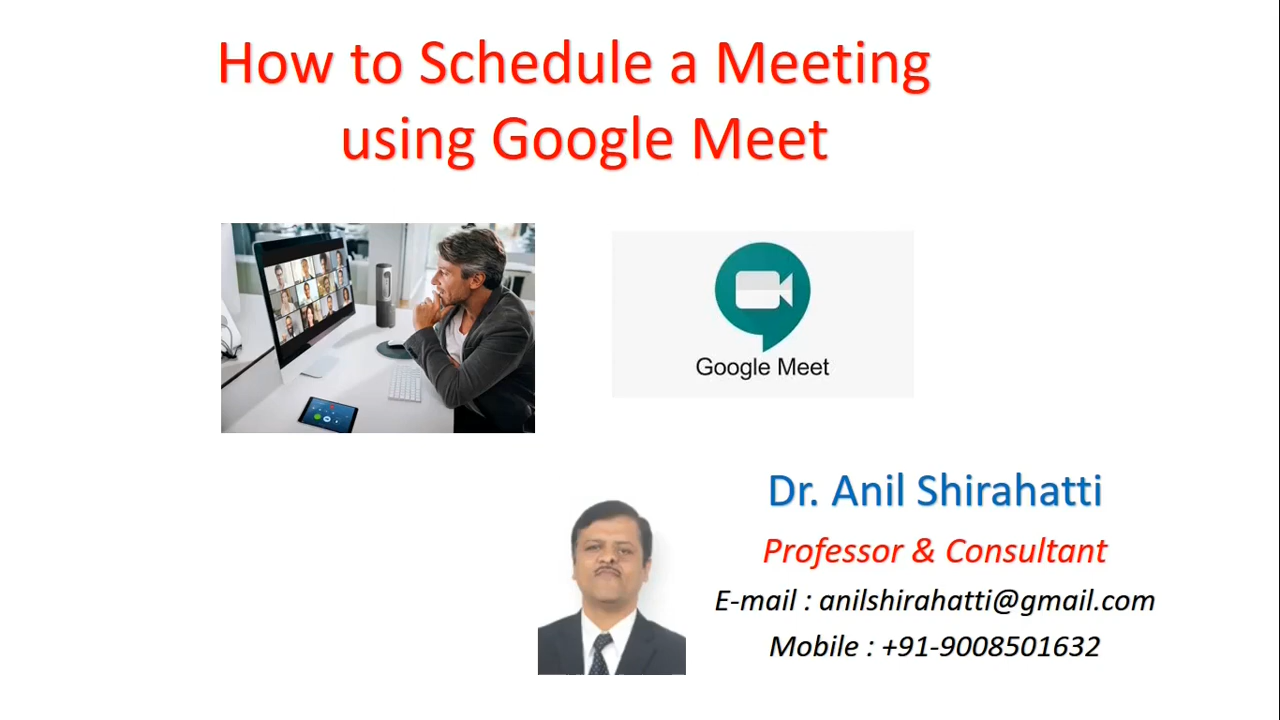 How to Schedule a Meeting
using Google Meet
Google Meet
Dr. Anil Shirahatti
Professor & Consultant
E-mail : anilshirahatti@gmail.com
Mobile : +91-9008501632